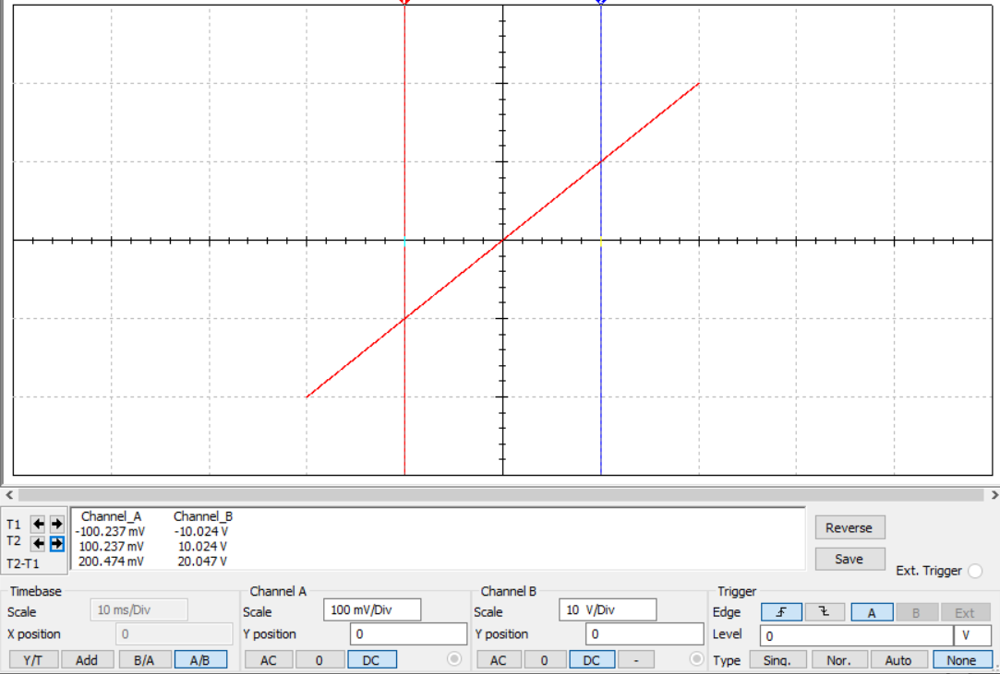 Channel_A Channel_B
T1 -100.237 mV -10.024 V
T2 100.237 mV 10.024 V
T2-T1 200.474 mV 20.047 V
Reverse
Save
Ext. Trigger
Timebase Channel A Channel B Trigger
Scale 10 ms/Div Scale 100 mV/Div Scale 10 V/Div Edge A B Ext
X position 0 Y position 0 Y position 0 Level 0 V
Y/T Add B/A A/B AC 0 DC AC 0 DC - Type Sing. Nor. Auto None